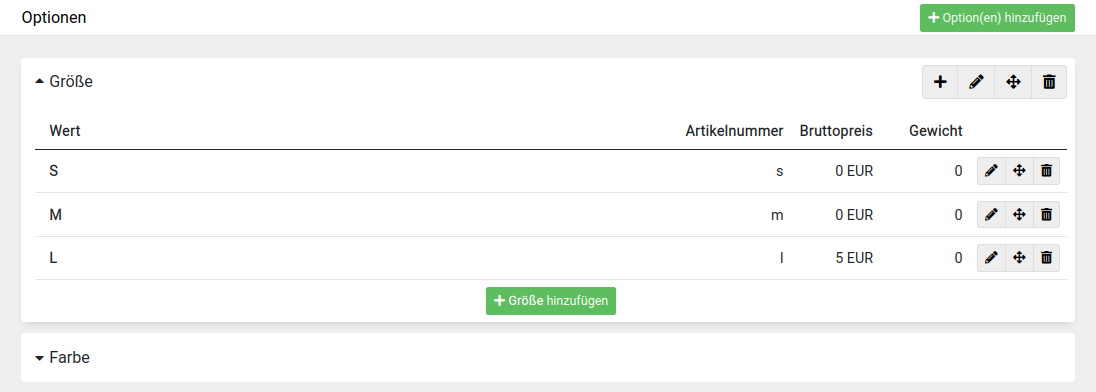 Optionen
Option(en) hinzufügen
Größe
Wert Artikelnummer Bruttopreis Gewicht
S s 0 EUR 0
M m 0 EUR 0
L l 5 EUR 0
Größe hinzufügen
Farbe